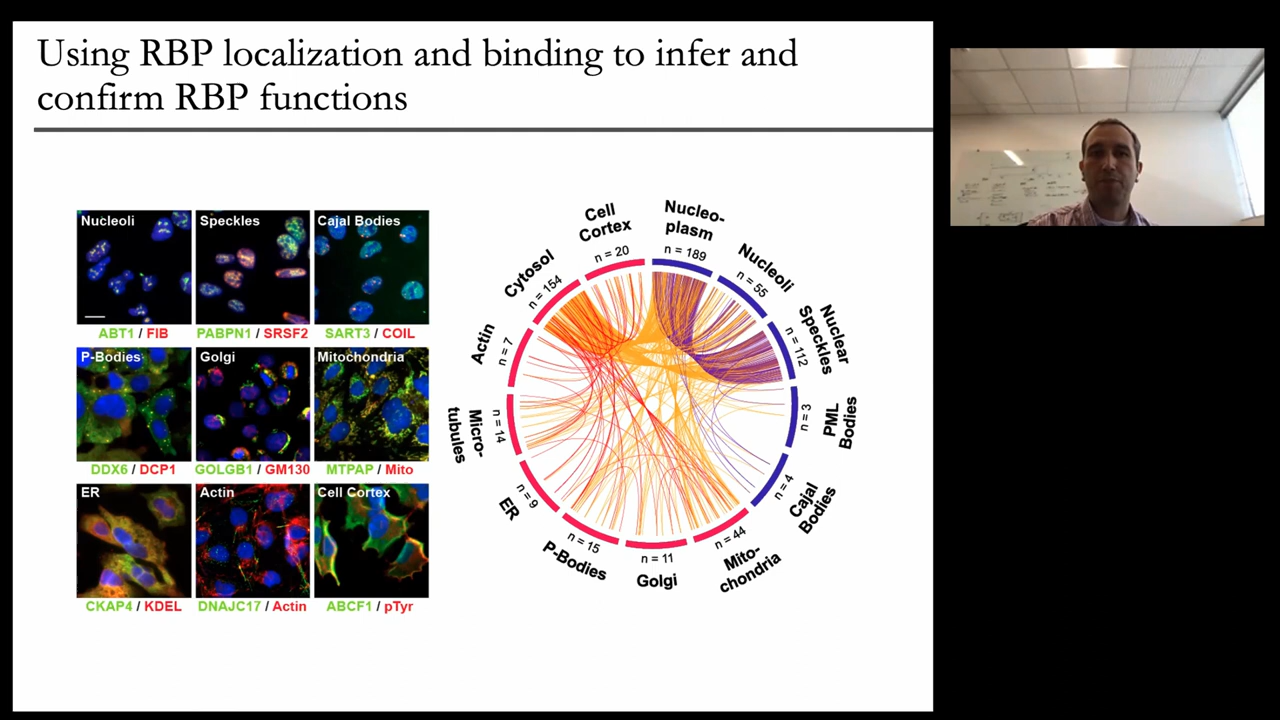 Using RBP localization and binding to infer and
confirm RBP functions
Nucleoli
Speckles
Cajal Bodies
ABT1 / FIB
PABPN1 / SRSF2
SART3 / COIL
P-Bodies
Golgi
Mitochondria
DDX6 / DCP1
GOLGB1 / GM130
MTPAP / Mito
ER
Actin
Cell Cortex
CKAP4 / KDEL
DNAJC17 / Actin
ABCF1 / pTyr
Cell
Cortex
n = 20
Nucleo-
plasm
n = 189
Nucleoli
n = 55
Nuclear
Speckles
n = 112
PML
Bodies
n = 3
Cajal
Bodies
n = 4
Mito-
chondria
n = 44
Golgi
n = 11
P-Bodies
n = 15
ER
n = 9
Micro-
tubules
n = 14
Actin
n = 7
Cytosol
n = 154